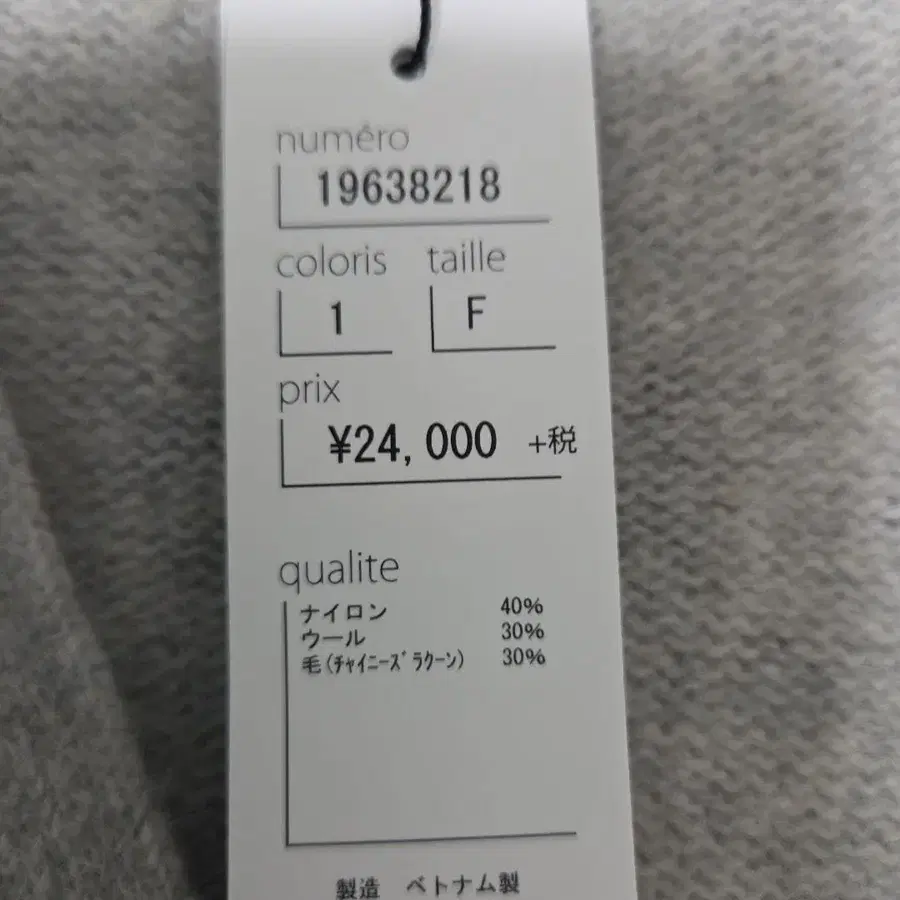 numéro
19638218
coloris taille
1 F
prix
¥24,000 +税
qualite
ナイロン 40%
ウール 30%
毛(ﾁｬｲﾆｰｽﾞﾗｸｰﾝ) 30%
製造 ベトナム製